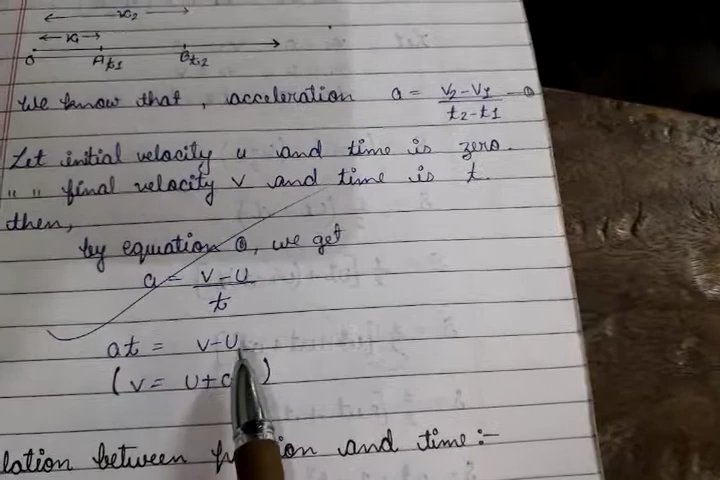 x2
x1
O A t1 B t2
We know that, acceleration a = v2-v1 / t2-t1 - ①
Let initial velocity u and time is zero.
" " final velocity v and time is t.
then,
by equation ①, we get
a = v-u / t
at = v-u
(v= u+ )
lation between and time :-